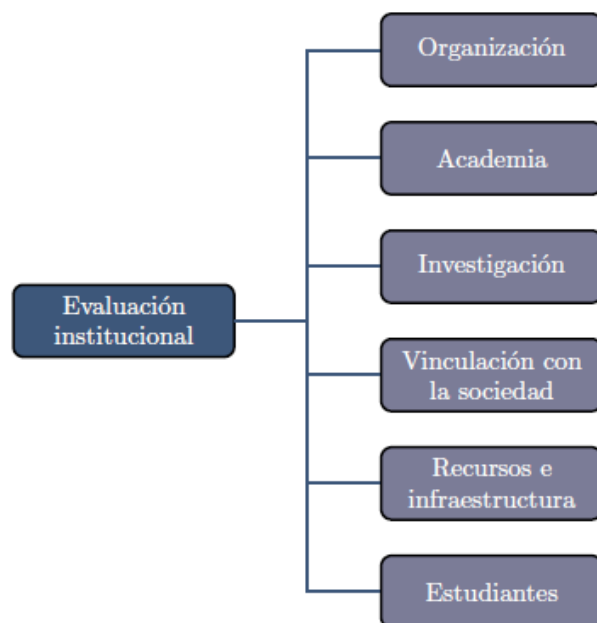 Organización
Academia
Investigación
Evaluación
institucional
Vinculación con
la sociedad
Recursos e
infraestructura
Estudiantes